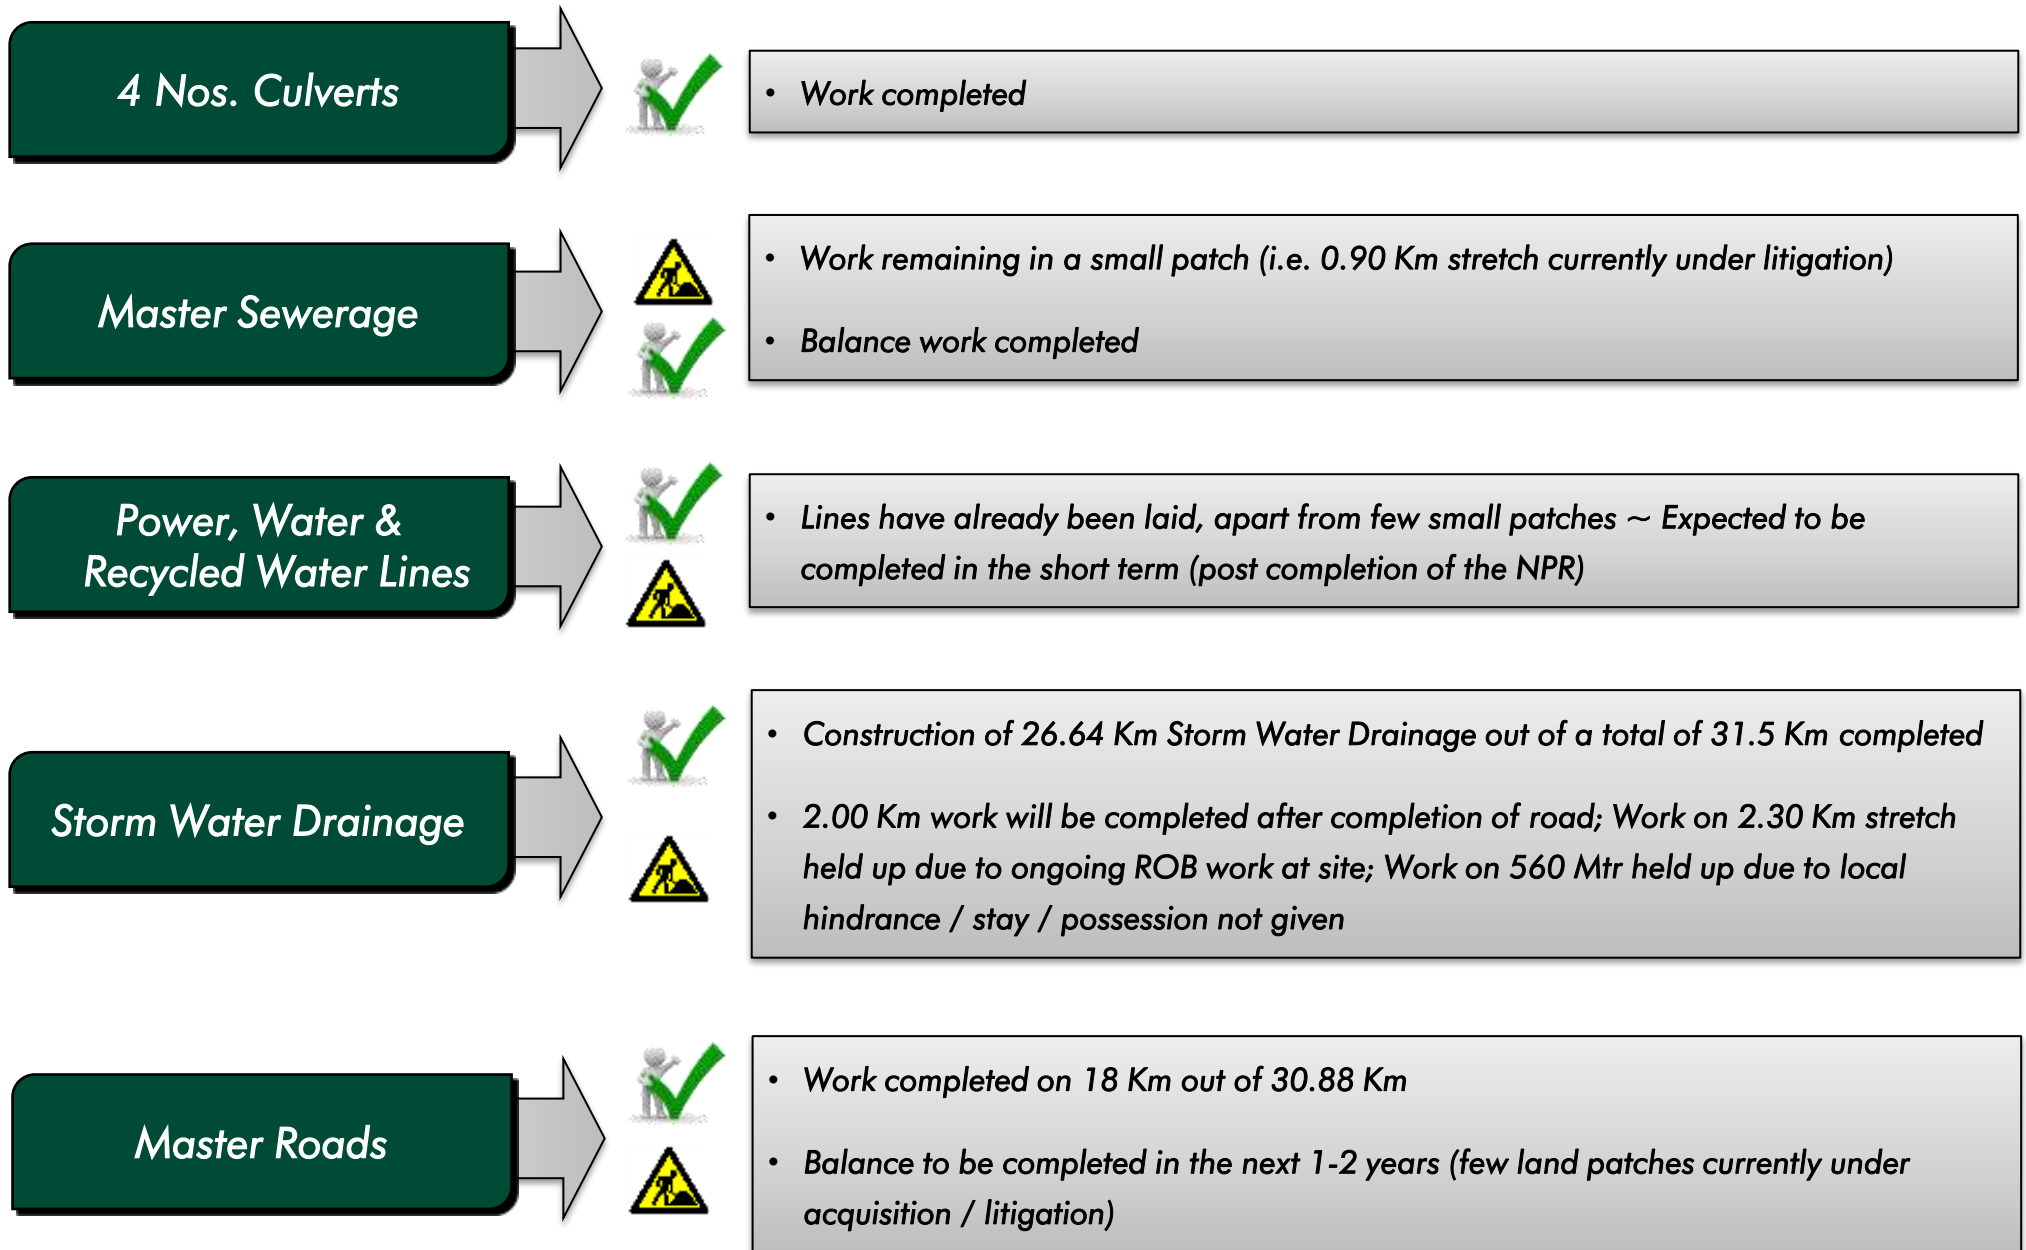 4 Nos. Culverts
• Work completed
Master Sewerage
• Work remaining in a small patch (i.e. 0.90 Km stretch currently under litigation)
• Balance work completed
Power, Water &
Recycled Water Lines
• Lines have already been laid, apart from few small patches ~ Expected to be
completed in the short term (post completion of the NPR)
Storm Water Drainage
• Construction of 26.64 Km Storm Water Drainage out of a total of 31.5 Km completed
• 2.00 Km work will be completed after completion of road; Work on 2.30 Km stretch
held up due to ongoing ROB work at site; Work on 560 Mtr held up due to local
hindrance / stay / possession not given
Master Roads
• Work completed on 18 Km out of 30.88 Km
• Balance to be completed in the next 1-2 years (few land patches currently under
acquisition / litigation)